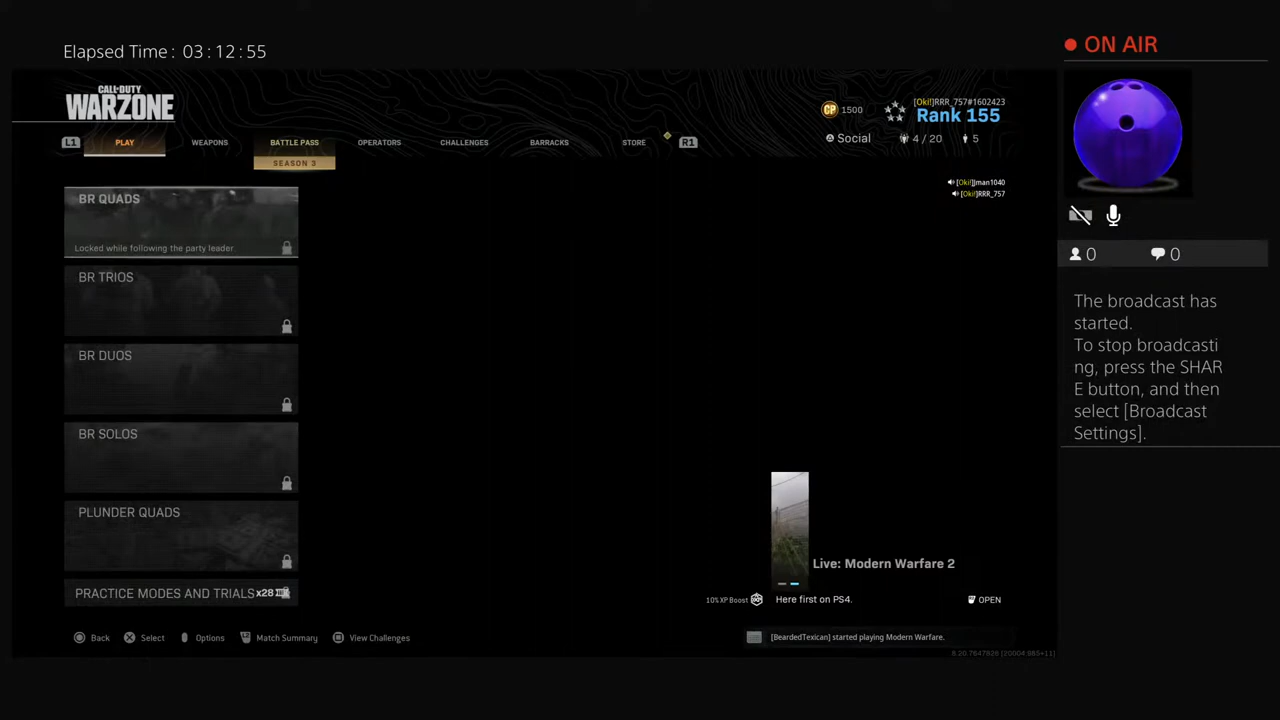 Elapsed Time: 03:12:55
ON AIR
CALL OF DUTY
WARZONE
CP 1500
[Oki!]RRR_757#1602423
Rank 155
L1
PLAY
WEAPONS
BATTLE PASS
SEASON 3
OPERATORS
CHALLENGES
BARRACKS
STORE
R1
Social
4 / 20
5
[Oki!]Jman1040
[Oki!]RRR_757
BR QUADS
Locked while following the party leader
BR TRIOS
BR DUOS
BR SOLOS
PLUNDER QUADS
PRACTICE MODES AND TRIALS x28
0
0
The broadcast has
started.
To stop broadcasti
ng, press the SHAR
E button, and then
select [Broadcast
Settings].
Live: Modern Warfare 2
10% XP Boost
Here first on PS4.
OPEN
Back
Select
Options
Match Summary
View Challenges
[BeardedTexican] started playing Modern Warfare.